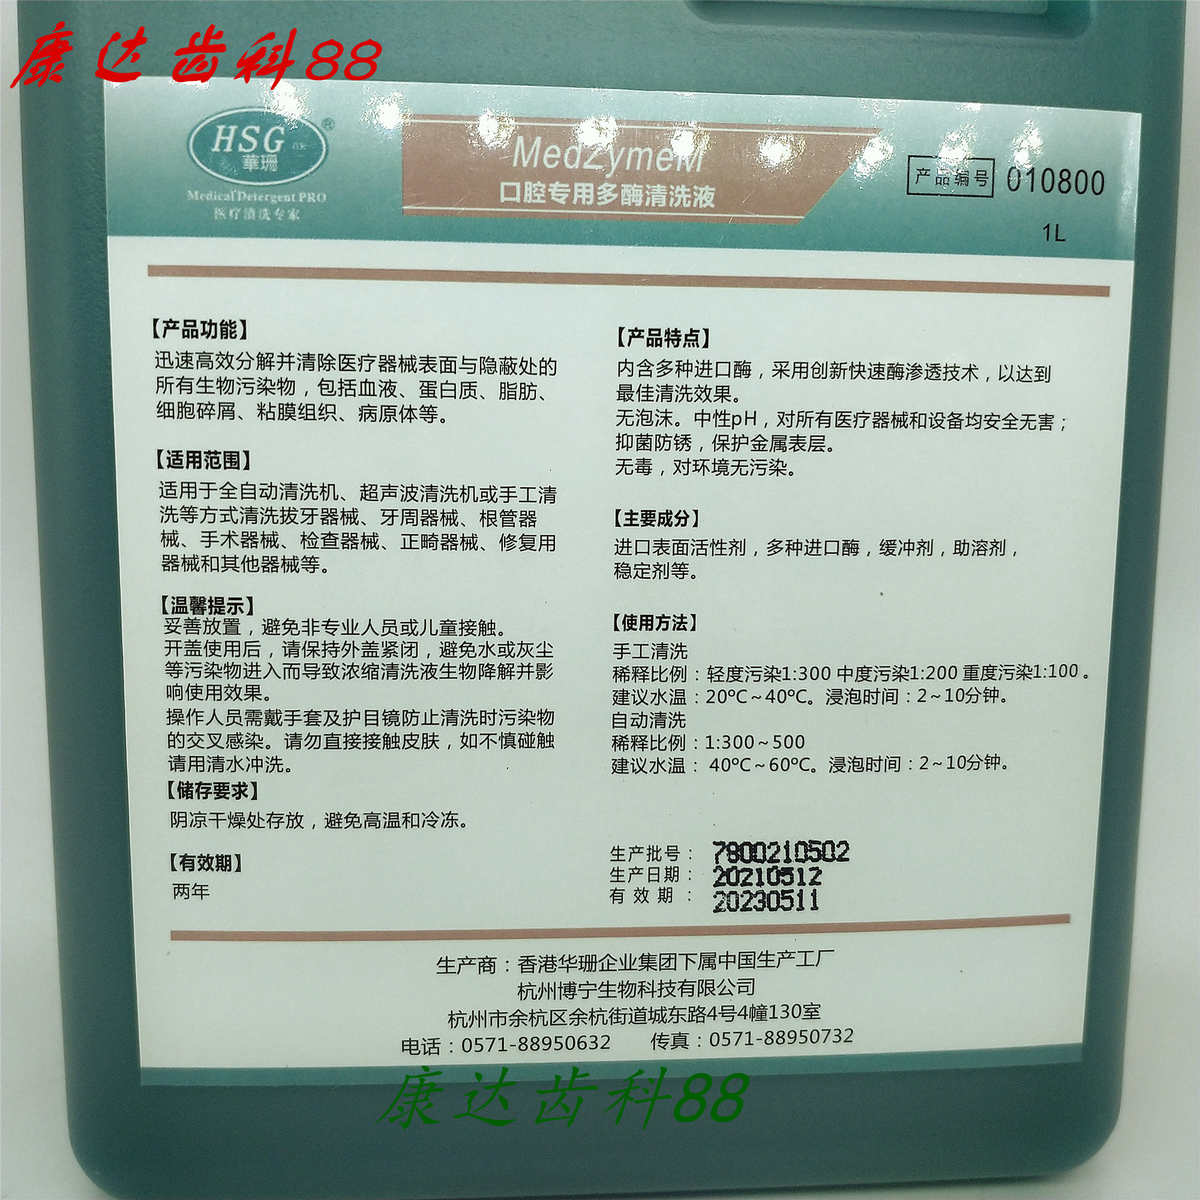 康达齿科88
HSG
華珊
Medical Detergent PRO
医疗清洗专家
MedZymeM
口腔专用多酶清洗液
产品编号 010800
1L
【产品功能】
迅速高效分解并清除医疗器械表面与隐蔽处的
所有生物污染物，包括血液、蛋白质、脂肪、
细胞碎屑、粘膜组织、病原体等。
【适用范围】
适用于全自动清洗机、超声波清洗机或手工清
洗等方式清洗拔牙器械、牙周器械、根管器
械、手术器械、检查器械、正畸器械、修复用
器械和其他器械等。
【温馨提示】
妥善放置，避免非专业人员或儿童接触。
开盖使用后，请保持外盖紧闭，避免水或灰尘
等污染物进入而导致浓缩清洗液生物降解并影
响使用效果。
操作人员需戴手套及护目镜防止清洗时污染物
的交叉感染。请勿直接接触皮肤，如不慎碰触
请用清水冲洗。
【储存要求】
阴凉干燥处存放，避免高温和冷冻。
【有效期】
两年
【产品特点】
内含多种进口酶，采用创新快速酶渗透技术，以达到
最佳清洗效果。
无泡沫。中性pH，对所有医疗器械和设备均安全无害；
抑菌防锈，保护金属表层。
无毒，对环境无污染。
【主要成分】
进口表面活性剂，多种进口酶，缓冲剂，助溶剂，
稳定剂等。
【使用方法】
手工清洗
稀释比例：轻度污染1:300 中度污染1:200 重度污染1:100。
建议水温：20ºC～40ºC。浸泡时间：2～10分钟。
自动清洗
稀释比例：1:300～500
建议水温： 40ºC～60ºC。浸泡时间：2～10分钟。
生产批号： 7800210502
生产日期： 20210512
有 效 期 ： 20230511
生产商：香港华珊企业集团下属中国生产工厂
杭州博宁生物科技有限公司
杭州市余杭区余杭街道城东路4号4幢130室
电话：0571-88950632 传真：0571-88950732
康达齿科88